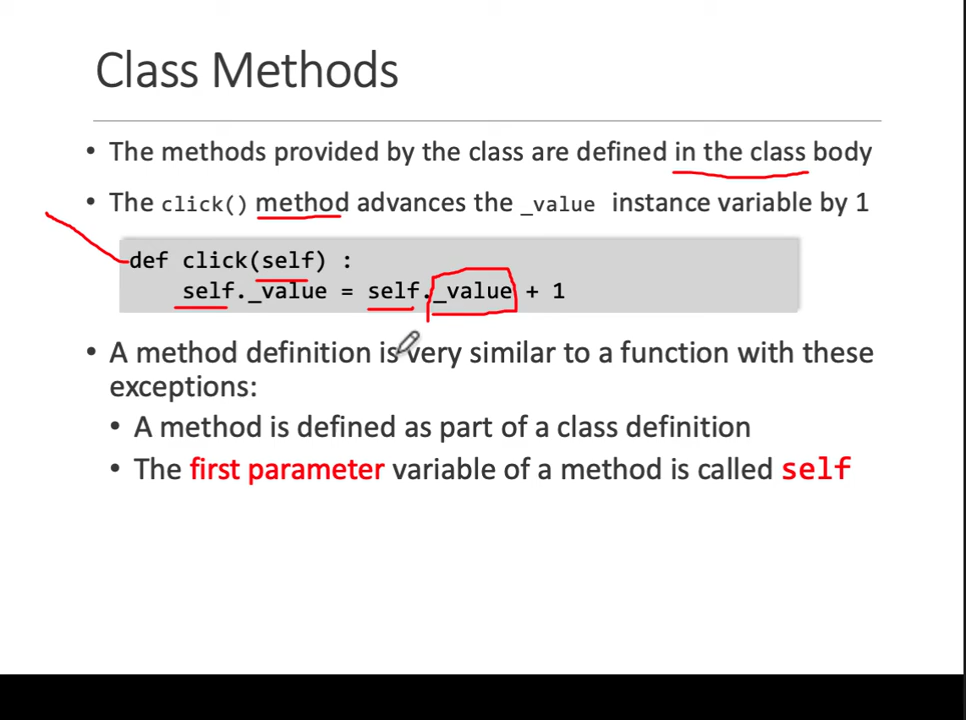 Class Methods
• The methods provided by the class are defined in the class body
• The click() method advances the _value instance variable by 1
def click(self) :
self._value = self._value + 1
• A method definition is very similar to a function with these
exceptions:
• A method is defined as part of a class definition
• The first parameter variable of a method is called self